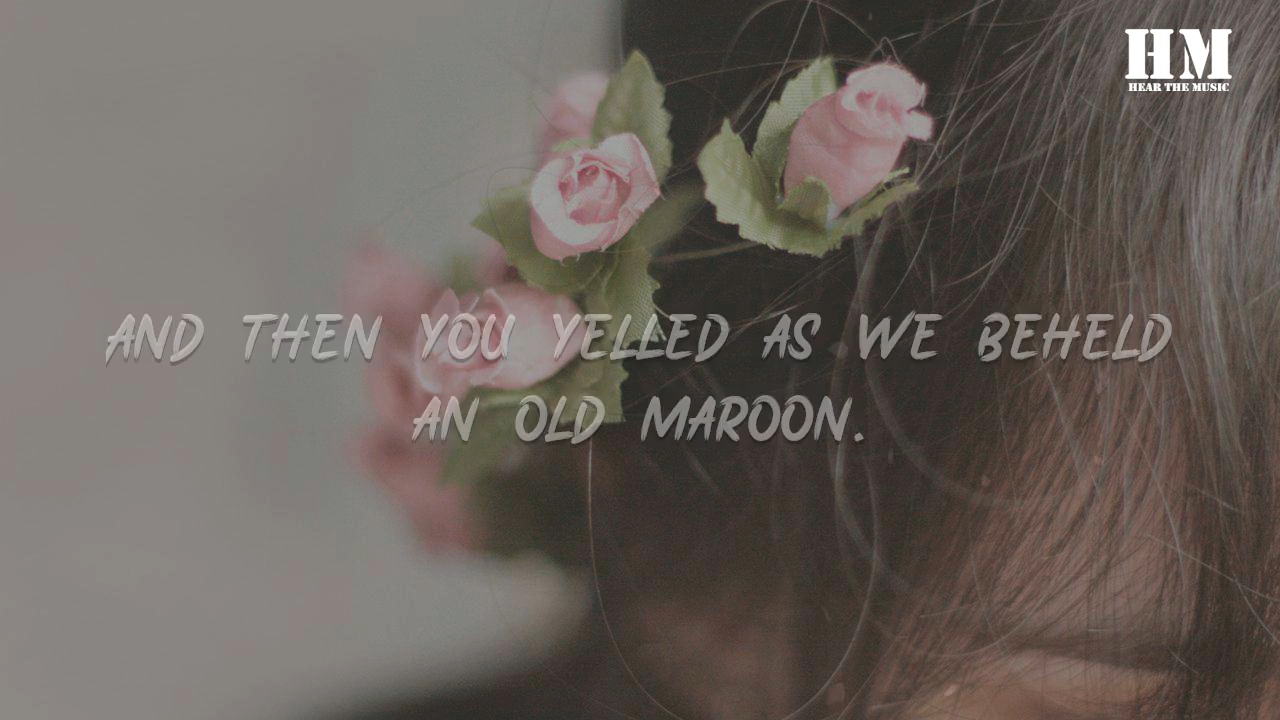 HM
HEAR THE MUSIC
AND THEN YOU YELLED AS WE BEHELD
AN OLD MAROON.